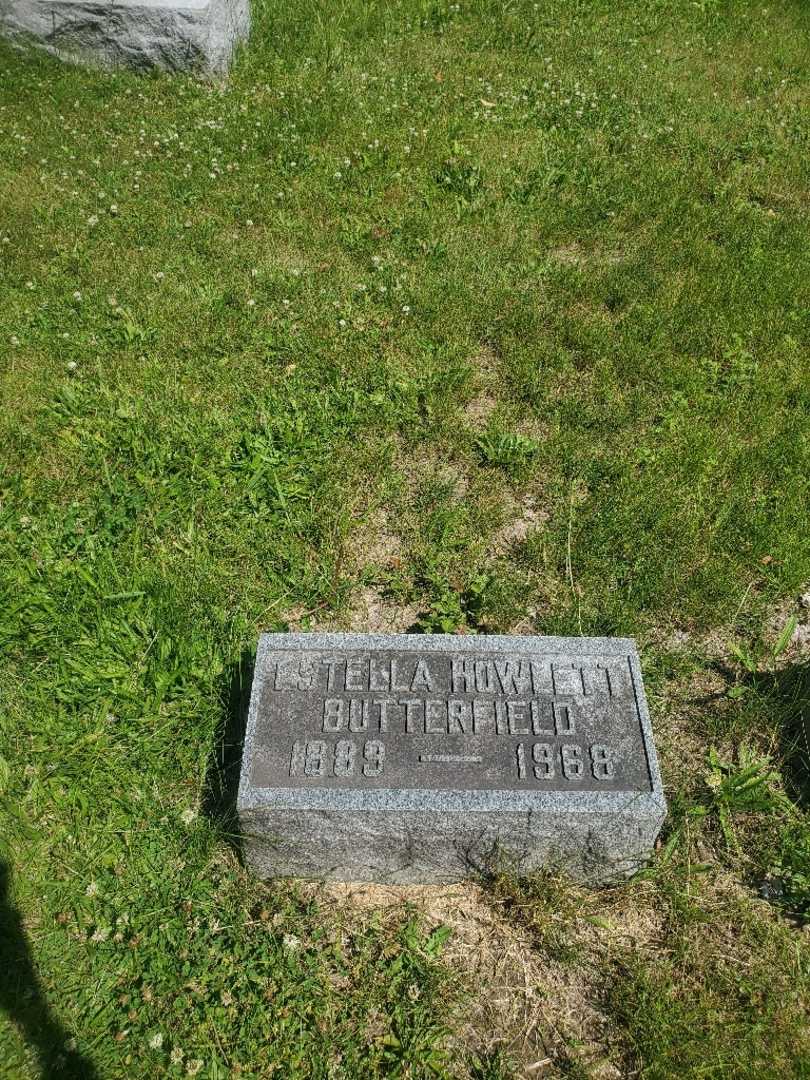 ESTELLA HOWLETT
BUTTERFIELD
1889 — 1968